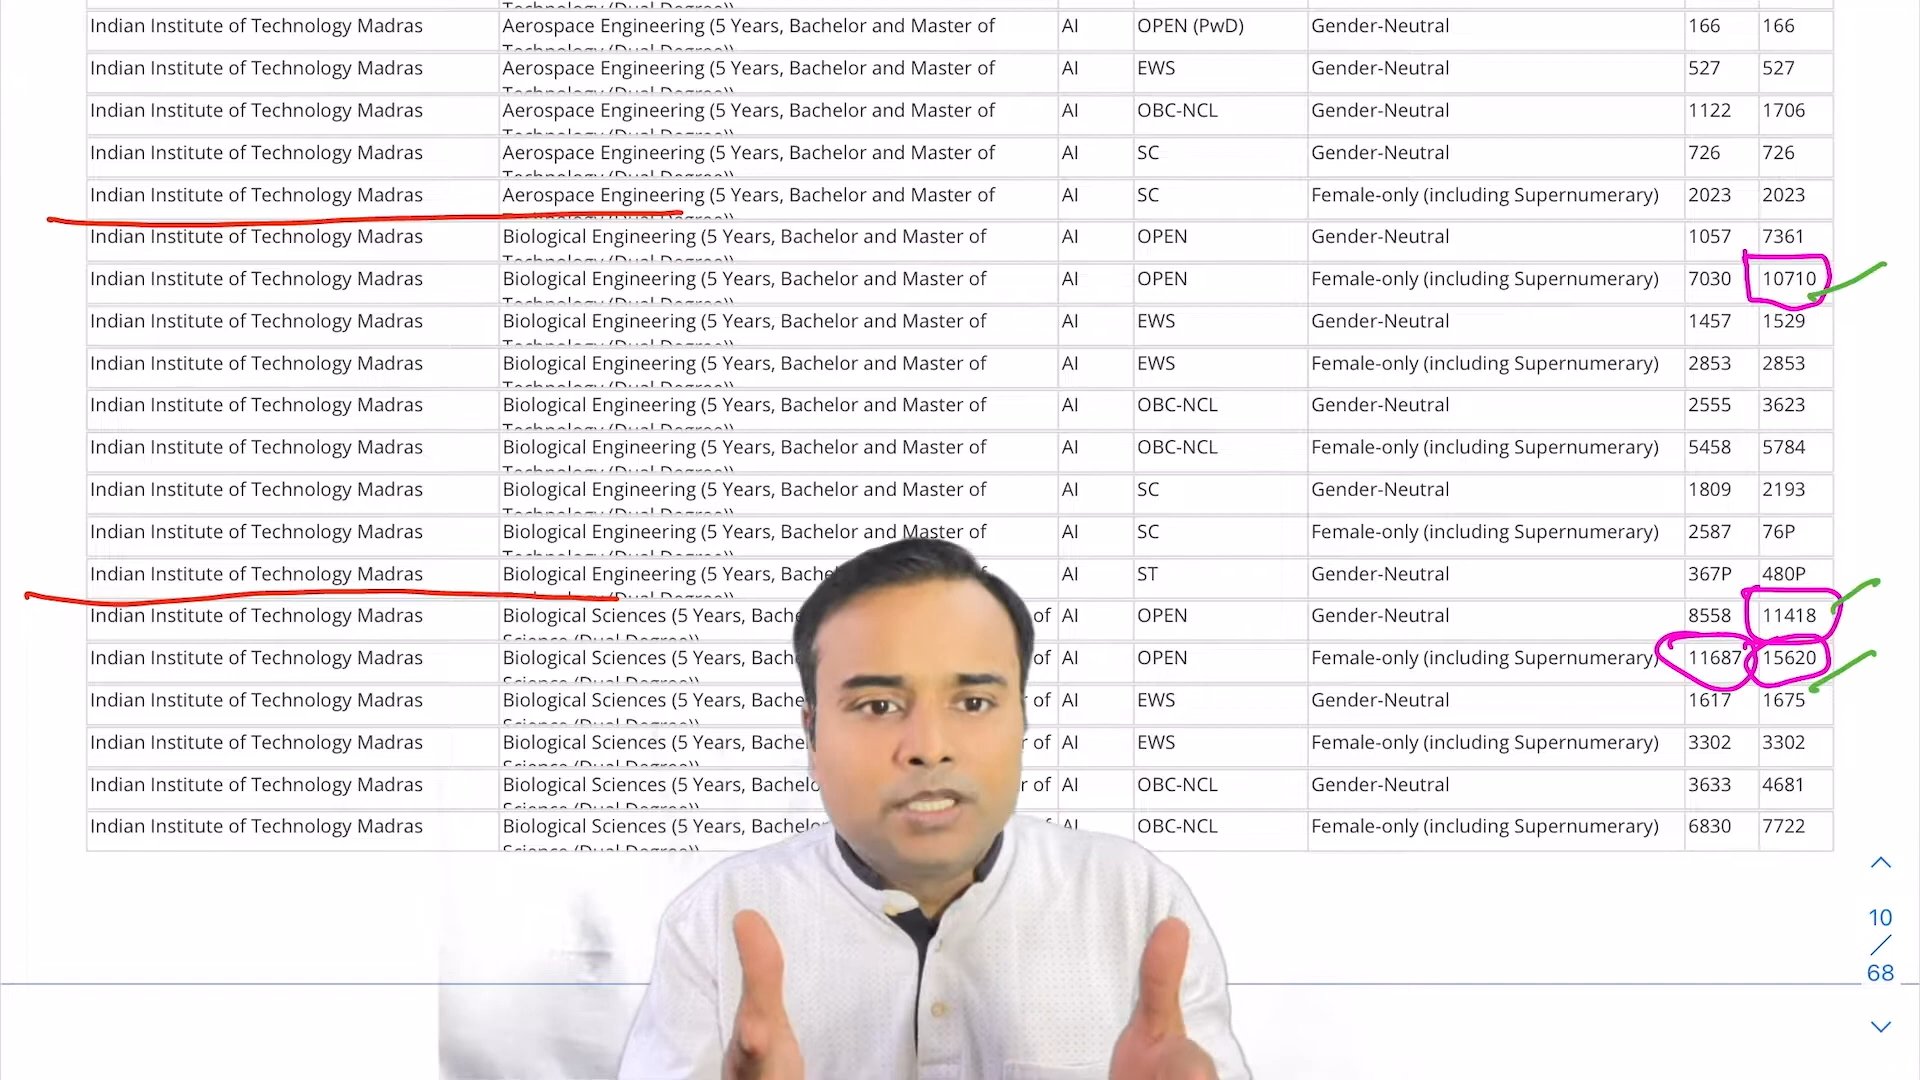 Indian Institute of Technology Madras Aerospace Engineering (5 Years, Bachelor and Master of AI OPEN (PwD) Gender-Neutral 166 166
Indian Institute of Technology Madras Aerospace Engineering (5 Years, Bachelor and Master of AI EWS Gender-Neutral 527 527
Technology (Dual Degree))
Indian Institute of Technology Madras Aerospace Engineering (5 Years, Bachelor and Master of AI OBC-NCL Gender-Neutral 1122 1706
Indian Institute of Technology Madras Aerospace Engineering (5 Years, Bachelor and Master of AI SC Gender-Neutral 726 726
Indian Institute of Technology Madras Aerospace Engineering (5 Years, Bachelor and Master of AI SC Female-only (including Supernumerary) 2023 2023
Indian Institute of Technology Madras Biological Engineering (5 Years, Bachelor and Master of AI OPEN Gender-Neutral 1057 7361
Indian Institute of Technology Madras Biological Engineering (5 Years, Bachelor and Master of AI OPEN Female-only (including Supernumerary) 7030 10710
Indian Institute of Technology Madras Biological Engineering (5 Years, Bachelor and Master of AI EWS Gender-Neutral 1457 1529
Indian Institute of Technology Madras Biological Engineering (5 Years, Bachelor and Master of AI EWS Female-only (including Supernumerary) 2853 2853
Indian Institute of Technology Madras Biological Engineering (5 Years, Bachelor and Master of AI OBC-NCL Gender-Neutral 2555 3623
Indian Institute of Technology Madras Biological Engineering (5 Years, Bachelor and Master of AI OBC-NCL Female-only (including Supernumerary) 5458 5784
Indian Institute of Technology Madras Biological Engineering (5 Years, Bachelor and Master of AI SC Gender-Neutral 1809 2193
Indian Institute of Technology Madras Biological Engineering (5 Years, Bachelor and Master of AI SC Female-only (including Supernumerary) 2587 76P
Indian Institute of Technology Madras Biological Engineering (5 Years, AI ST Gender-Neutral 367P 480P
Indian Institute of Technology Madras Biological Sciences (5 Years, of AI OPEN Gender-Neutral 8558 11418
Indian Institute of Technology Madras Biological Sciences (5 Years, of AI OPEN Female-only (including Supernumerary) 11687 15620
Indian Institute of Technology Madras Biological Sciences (5 Years, of AI EWS Gender-Neutral 1617 1675
Indian Institute of Technology Madras Biological Sciences (5 Years, of AI EWS Female-only (including Supernumerary) 3302 3302
Indian Institute of Technology Madras Biological Sciences (5 Years, of AI OBC-NCL Gender-Neutral 3633 4681
Indian Institute of Technology Madras Biological Sciences (5 Years, AI OBC-NCL Female-only (including Supernumerary) 6830 7722
10
/
68